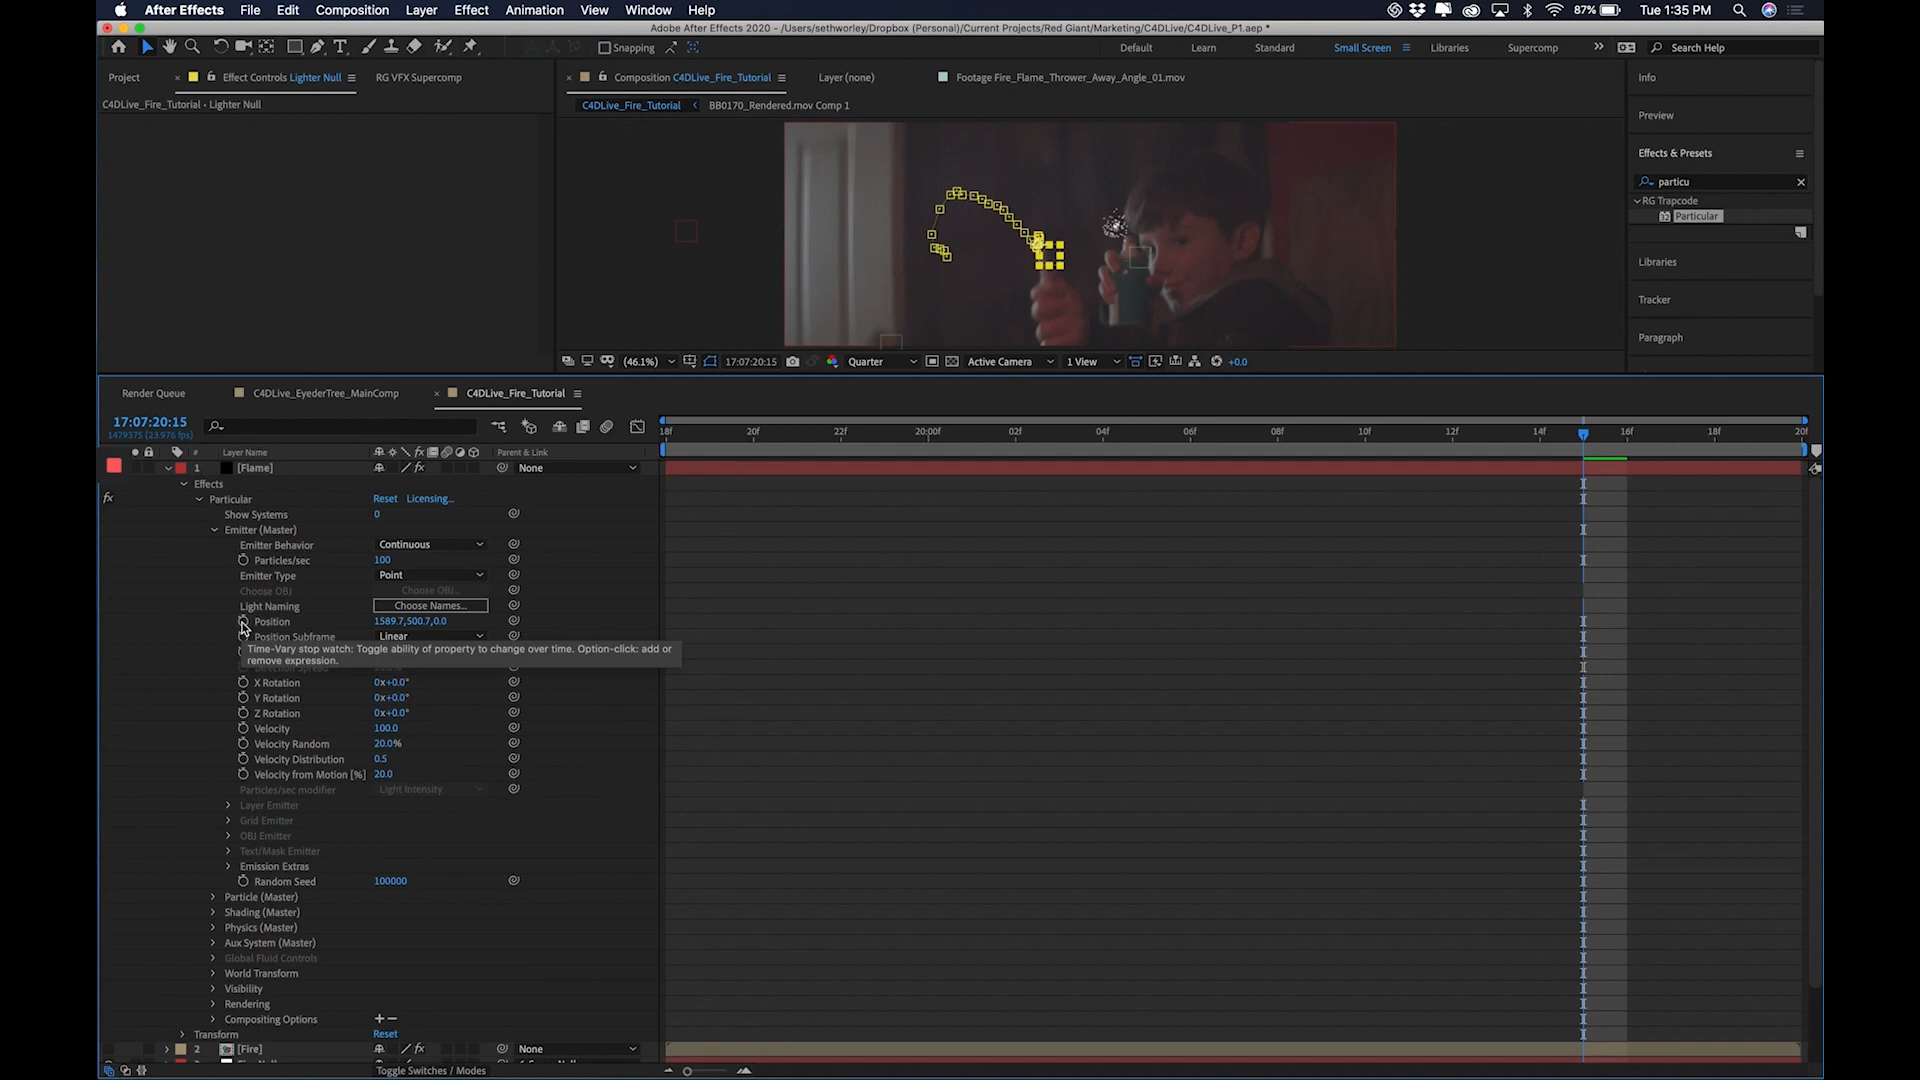 After Effects File Edit Composition Layer Effect Animation View Window Help 87% Tue 1:35 PM
Adobe After Effects 2020 - /Users/sethworley/Dropbox (Personal)/Current Projects/Red Giant/Marketing/C4DLive/C4DLive_P1.aep *
Snapping Default Learn Standard Small Screen Libraries Supercomp Search Help
Project Effect Controls Lighter Null RG VFX Supercomp Composition C4DLive_Fire_Tutorial Layer (none) Footage Fire_Flame_Thrower_Away_Angle_01.mov Info
C4DLive_Fire_Tutorial • Lighter Null C4DLive_Fire_Tutorial BB0170_Rendered.mov Comp 1
Preview
Effects & Presets
particu
RG Trapcode
Particular
Libraries
Tracker
Paragraph
(46.1%) 17:07:20:15 Quarter Active Camera 1 View +0.0
Render Queue C4DLive_EyederTree_MainComp C4DLive_Fire_Tutorial
17:07:20:15
1479375 (23.976 fps)
18f 20f 22f 20:00f 02f 04f 06f 08f 10f 12f 14f 16f 18f 20f
# Layer Name Parent & Link
1 [Flame] None
Effects
Particular Reset Licensing...
Show Systems 0
Emitter (Master)
Emitter Behavior Continuous
Particles/sec 100
Emitter Type Point
Choose OBJ Choose OBJ...
Light Naming Choose Names...
Position 1589.7,500.7,0.0
Position Subframe Linear
Time-Vary stop watch: Toggle ability of property to change over time. Option-click: add or
remove expression.
X Rotation 0x+0.0°
Y Rotation 0x+0.0°
Z Rotation 0x+0.0°
Velocity 100.0
Velocity Random 20.0%
Velocity Distribution 0.5
Velocity from Motion [%] 20.0
Particles/sec modifier Light Intensity
Layer Emitter
Grid Emitter
OBJ Emitter
Text/Mask Emitter
Emission Extras
Random Seed 100000
Particle (Master)
Shading (Master)
Physics (Master)
Aux System (Master)
Global Fluid Controls
World Transform
Visibility
Rendering
Compositing Options
Transform Reset
2 [Fire] None
Toggle Switches / Modes